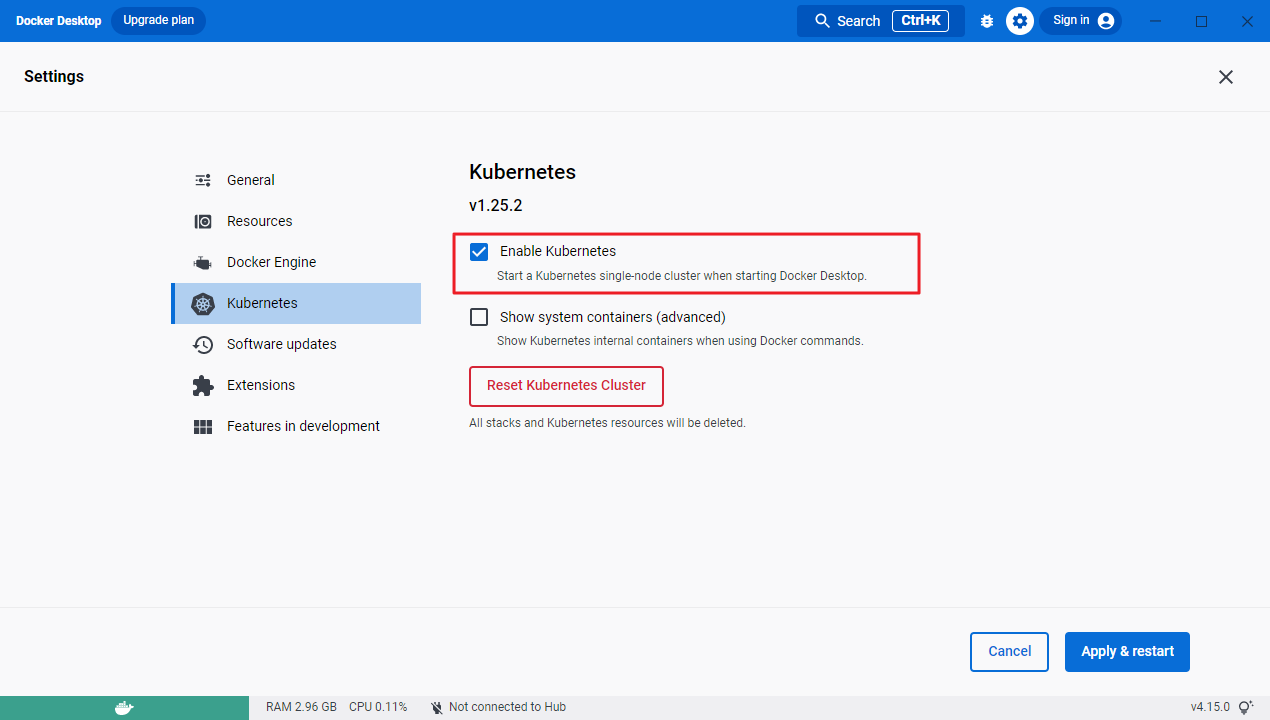 Docker Desktop Upgrade plan Search Ctrl+K Sign in
Settings
General
Resources
Docker Engine
Kubernetes
Software updates
Extensions
Features in development
Kubernetes
v1.25.2
Enable Kubernetes
Start a Kubernetes single-node cluster when starting Docker Desktop.
Show system containers (advanced)
Show Kubernetes internal containers when using Docker commands.
Reset Kubernetes Cluster
All stacks and Kubernetes resources will be deleted.
Cancel Apply & restart
RAM 2.96 GB CPU 0.11% Not connected to Hub v4.15.0